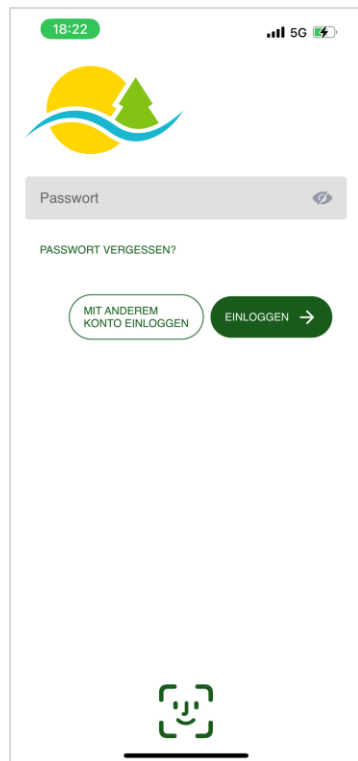 18:22
5G
Passwort
PASSWORT VERGESSEN?
MIT ANDEREM
KONTO EINLOGGEN
EINLOGGEN